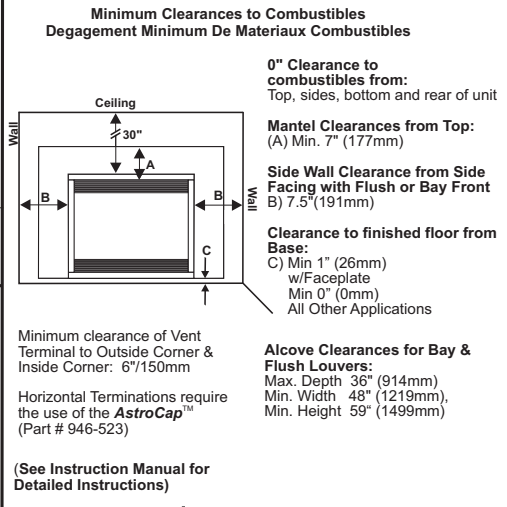 Minimum Clearances to Combustibles
Degagement Minimum De Materiaux Combustibles
0" Clearance to
combustibles from:
Top, sides, bottom and rear of unit
Ceiling
30"
Wall
A
B
B
Wall
C
Mantel Clearances from Top:
(A) Min. 7" (177mm)
Side Wall Clearance from Side
Facing with Flush or Bay Front
B) 7.5"(191mm)
Clearance to finished floor from
Base:
C) Min 1” (26mm)
w/Faceplate
Min 0” (0mm)
All Other Applications
Minimum clearance of Vent
Terminal to Outside Corner &
Inside Corner: 6"/150mm
Horizontal Terminations require
the use of the AstroCap™
(Part # 946-523)
(See Instruction Manual for
Detailed Instructions)
Alcove Clearances for Bay &
Flush Louvers:
Max. Depth 36" (914mm)
Min. Width 48" (1219mm),
Min. Height 59“ (1499mm)